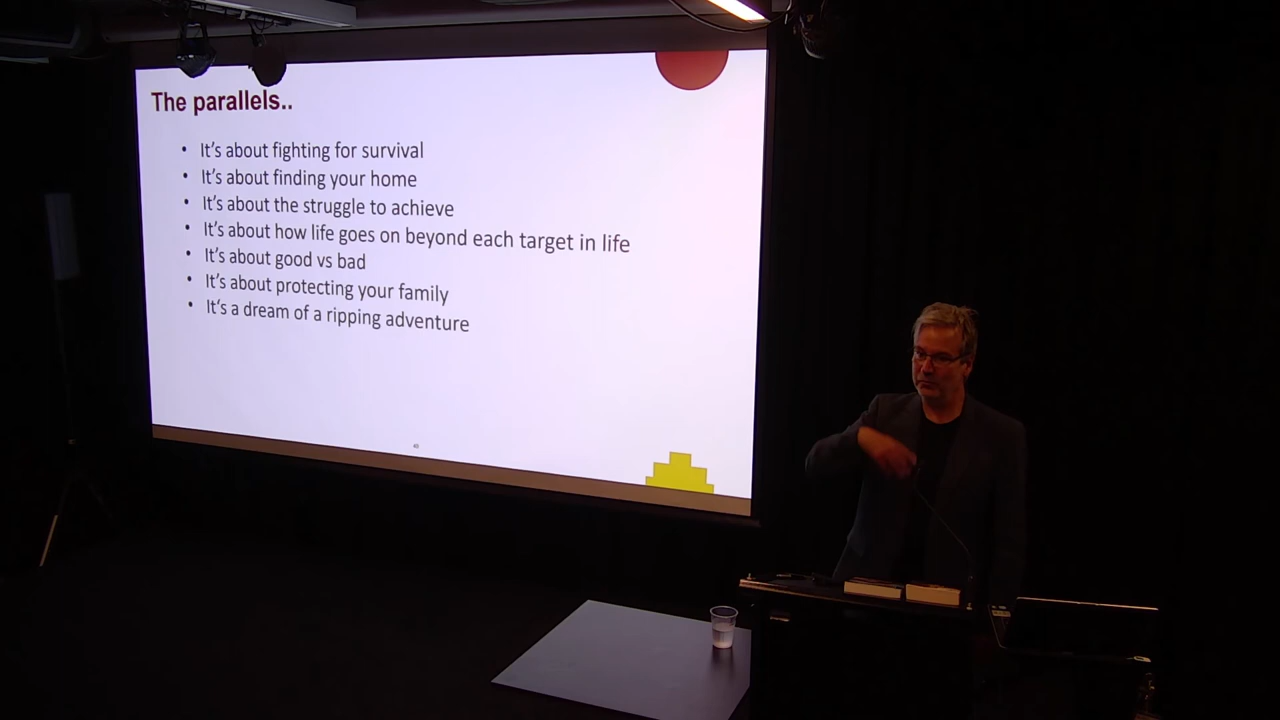 The parallels..
• It's about fighting for survival
• It's about finding your home
• It's about the struggle to achieve
• It's about how life goes on beyond each target in life
• It's about good vs bad
• It's about protecting your family
• It's a dream of a ripping adventure